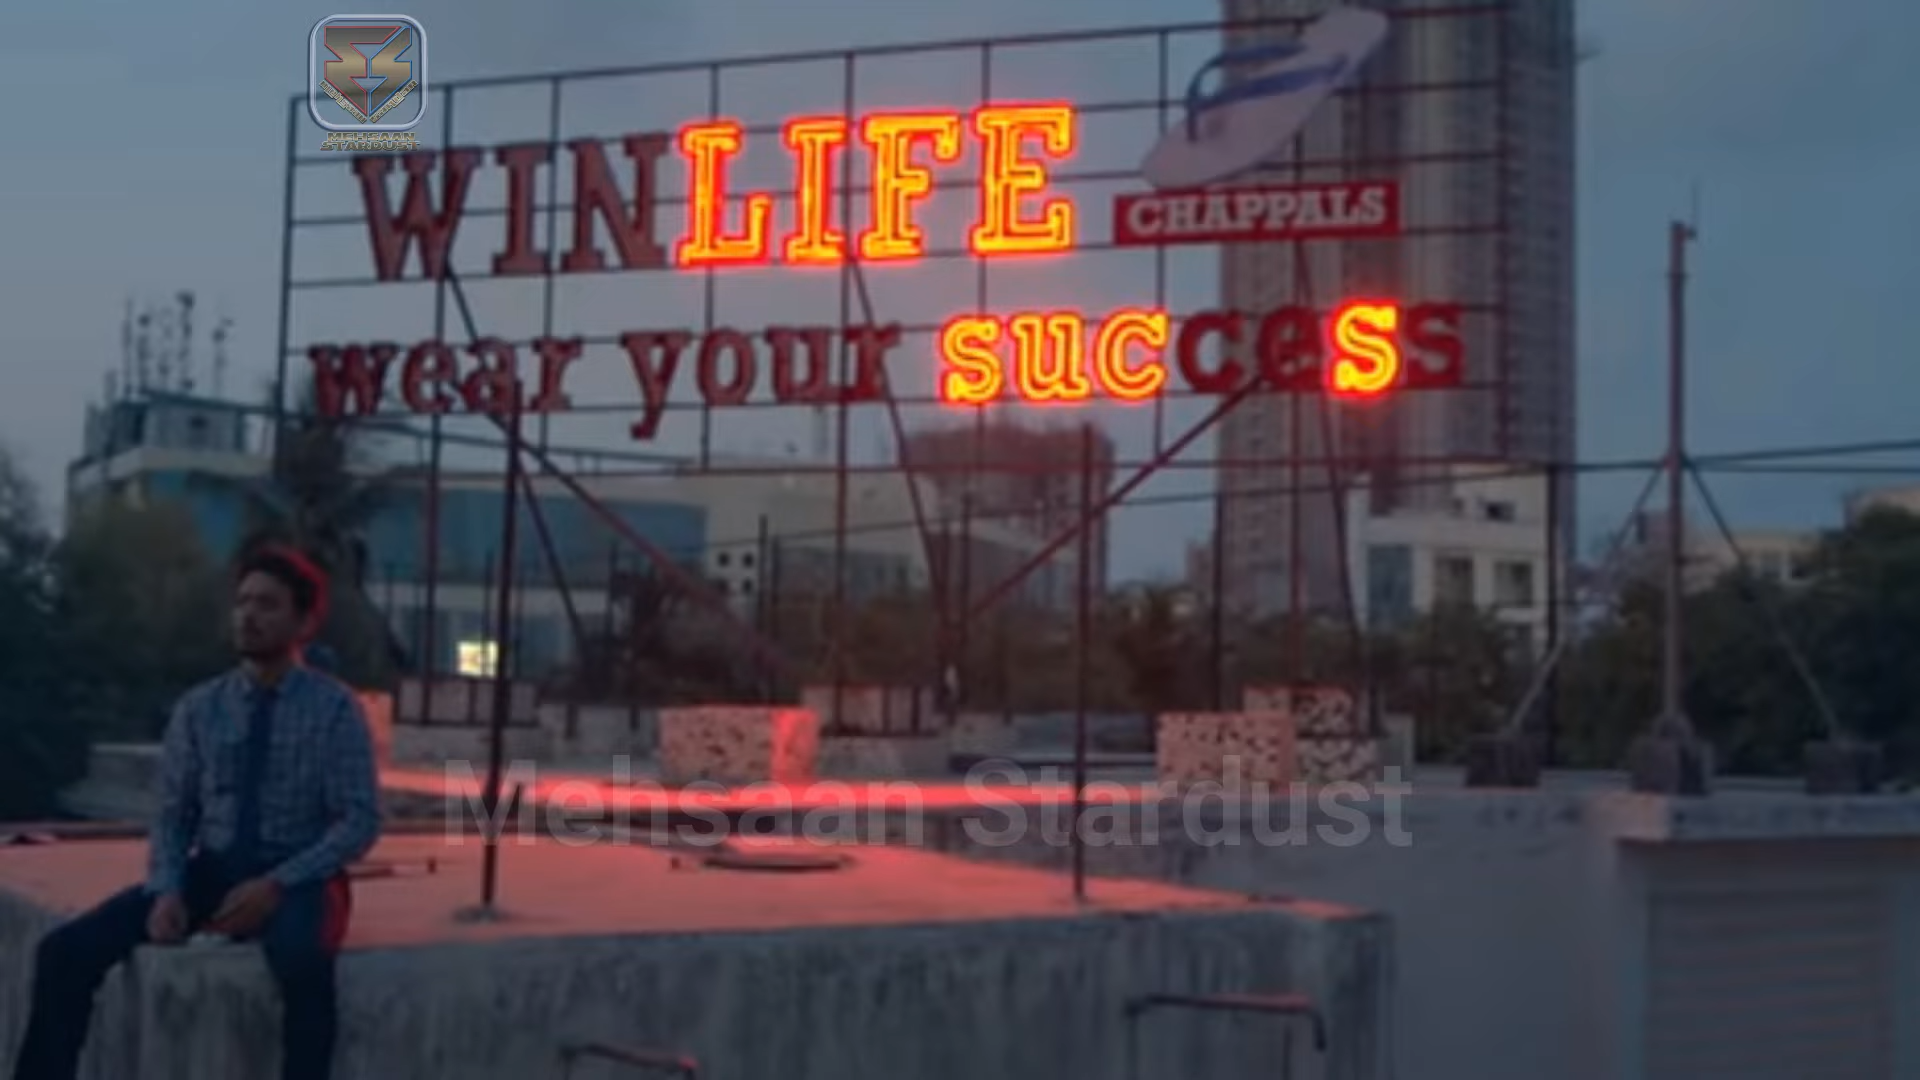 MEHSAAN
STARDUST
WINLIFE
CHAPPALS
wear your success
Mehsaan Stardust